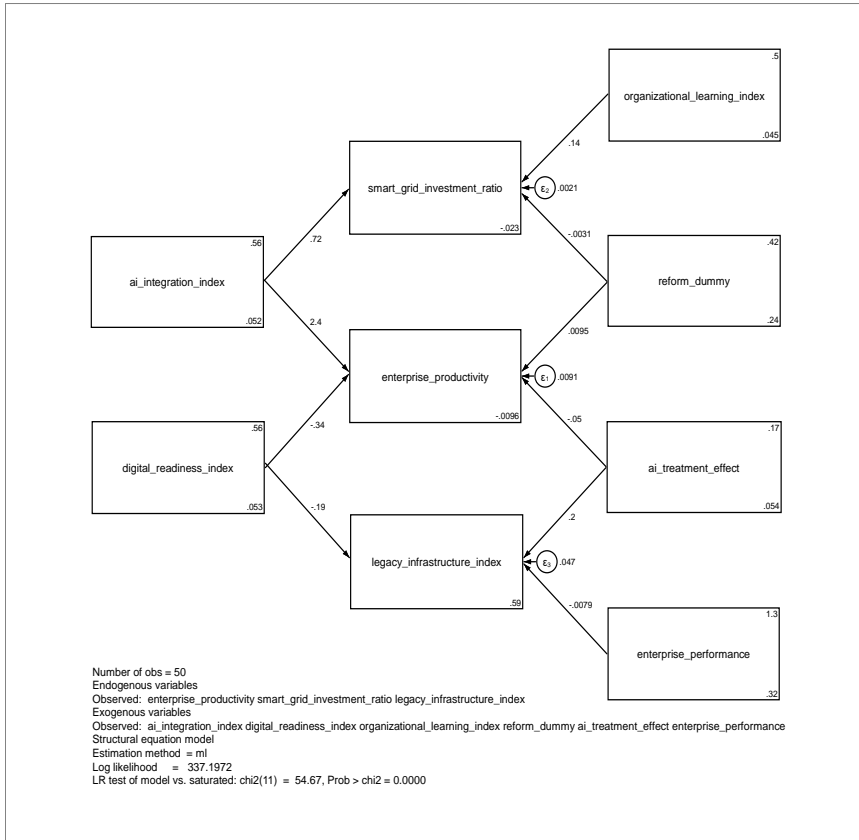 .5
organizational_learning_index
.045
.14
smart_grid_investment_ratio
ε2 .0021
-.023
-.0031
.56
ai_integration_index
.052
.72
.42
reform_dummy
.24
2.4
.0095
enterprise_productivity
ε1 .0091
-.0096
-.34
-.05
.56
digital_readiness_index
.053
.17
ai_treatment_effect
.054
-.19
.2
legacy_infrastructure_index
ε3 .047
.59
-.0079
1.3
enterprise_performance
.32
Number of obs = 50
Endogenous variables
Observed: enterprise_productivity smart_grid_investment_ratio legacy_infrastructure_index
Exogenous variables
Observed: ai_integration_index digital_readiness_index organizational_learning_index reform_dummy ai_treatment_effect enterprise_performance
Structural equation model
Estimation method = ml
Log likelihood = 337.1972
LR test of model vs. saturated: chi2(11) = 54.67, Prob > chi2 = 0.0000